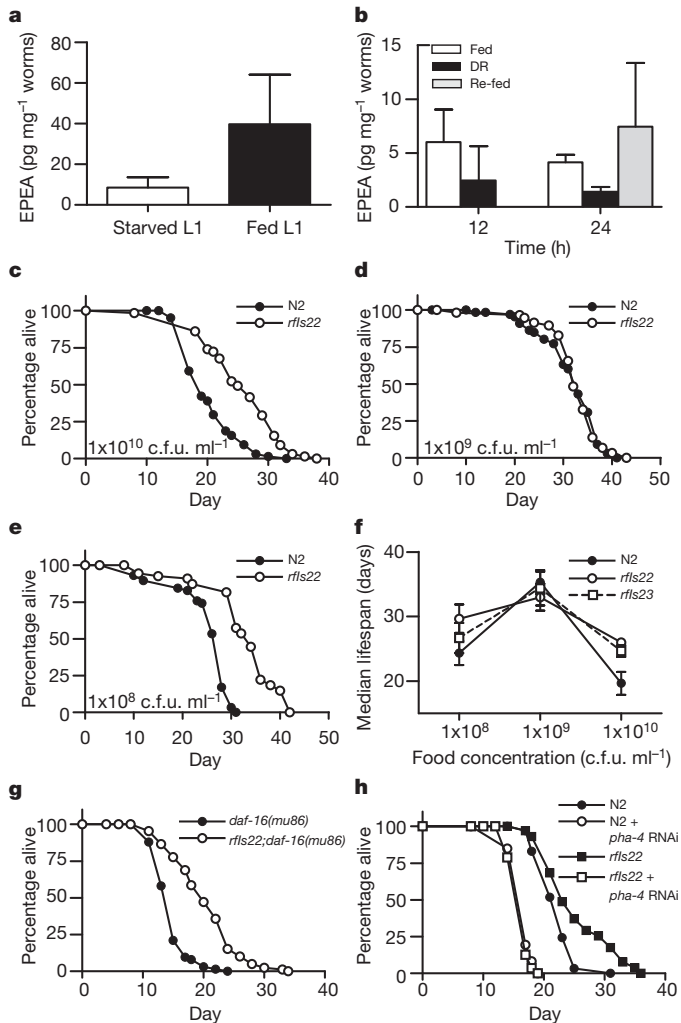 a
EPEA (pg mg⁻¹ worms)
80
60
40
20
0
Starved L1
Fed L1
b
EPEA (pg mg⁻¹ worms)
15
10
5
0
Fed
DR
Re-fed
12
24
Time (h)
c
Percentage alive
100
75
50
25
0
N2
rfIs22
1x10¹⁰ c.f.u. ml⁻¹
0 10 20 30 40
Day
d
Percentage alive
100
75
50
25
0
N2
rfIs22
1x10⁹ c.f.u. ml⁻¹
0 10 20 30 40 50
Day
e
Percentage alive
100
75
50
25
0
N2
rfIs22
1x10⁸ c.f.u. ml⁻¹
0 10 20 30 40 50
Day
f
Median lifespan (days)
40
30
20
N2
rfIs22
rfIs23
1x10⁸ 1x10⁹ 1x10¹⁰
Food concentration (c.f.u. ml⁻¹)
g
Percentage alive
100
75
50
25
0
daf-16(mu86)
rfIs22;daf-16(mu86)
0 10 20 30 40
Day
h
Percentage alive
100
75
50
25
0
N2
N2 +
pha-4 RNAi
rfIs22
rfIs22 +
pha-4 RNAi
0 10 20 30 40
Day